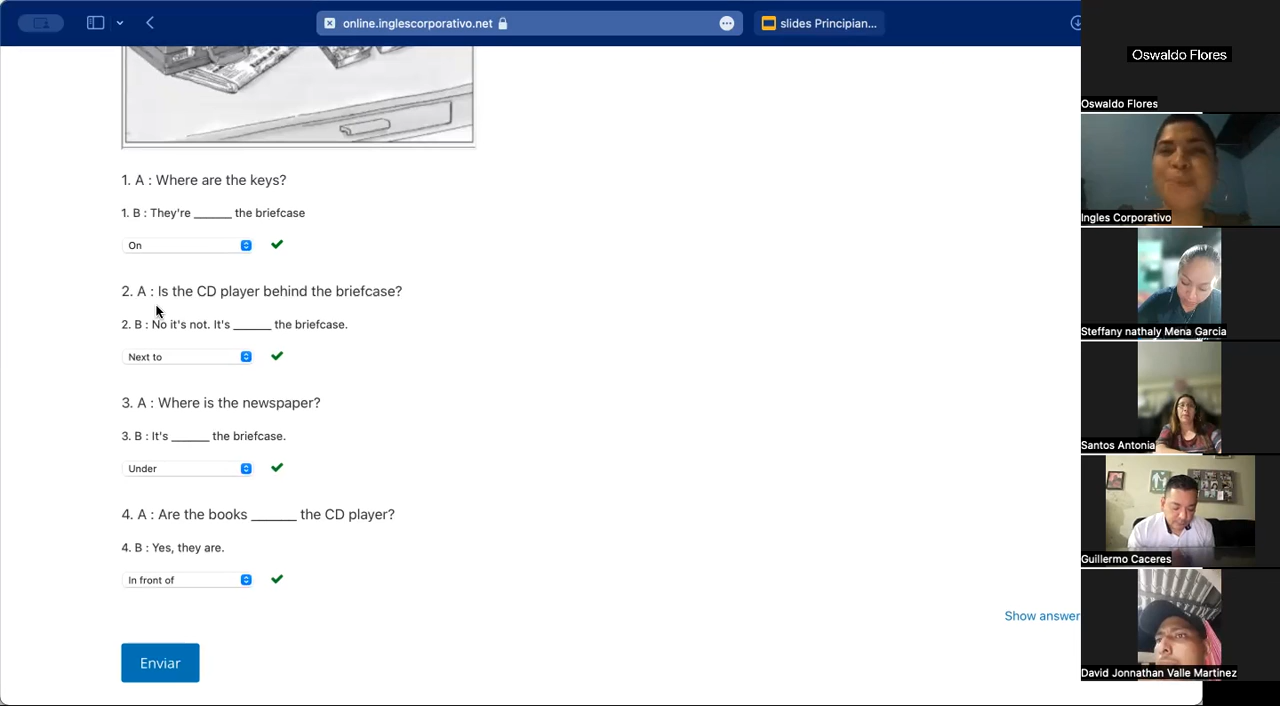 online.inglescorporativo.net
slides Principian...
1. A : Where are the keys?
1. B : They're ______ the briefcase
On
2. A : Is the CD player behind the briefcase?
2. B : No it's not. It's ______ the briefcase.
Next to
3. A : Where is the newspaper?
3. B : It's ______ the briefcase.
Under
4. A : Are the books ______ the CD player?
4. B : Yes, they are.
In front of
Show answer
Enviar
Oswaldo Flores
Oswaldo Flores
Ingles Corporativo
Steffany nathaly Mena Garcia
Santos Antonia
Guillermo Caceres
David Jonnathan Valle Martinez